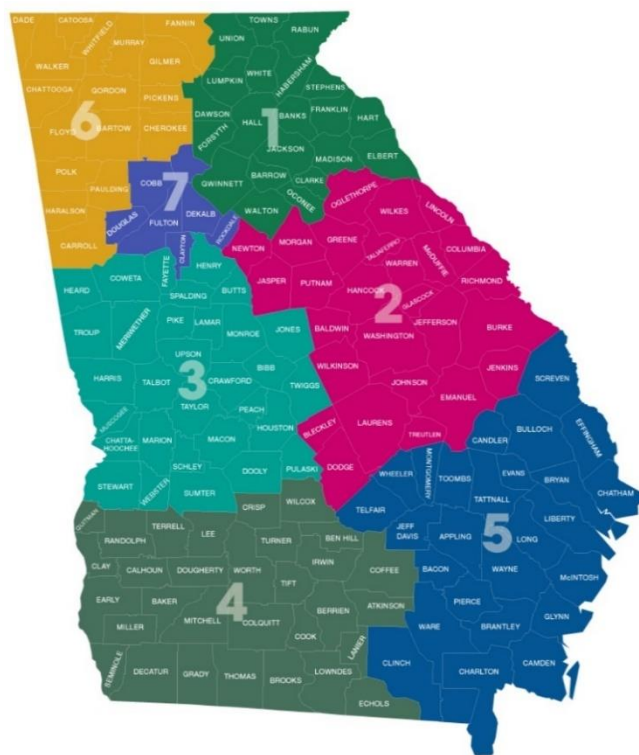 DADE
CATOOSA
WHITFIELD
FANNIN
MURRAY
WALKER
GILMER
CHATTOOGA
GORDON
PICKENS
6
FLOYD
BARTOW
CHEROKEE
POLK
PAULDING
HARALSON
CARROLL
TOWNS
RABUN
UNION
HABERSHAM
LUMPKIN
WHITE
STEPHENS
DAWSON
FORSYTH
HALL
BANKS
FRANKLIN
HART
1
JACKSON
MADISON
ELBERT
GWINNETT
BARROW
CLARKE
OCONEE
WALTON
7
COBB
DOUGLAS
FULTON
DEKALB
CLAYTON
ROCKDALE
OGLETHORPE
WILKES
LINCOLN
NEWTON
MORGAN
GREENE
TALIAFERRO
McDUFFIE
COLUMBIA
WARREN
JASPER
PUTNAM
HANCOCK
GLASCOCK
RICHMOND
2
BALDWIN
WASHINGTON
JEFFERSON
BURKE
WILKINSON
JENKINS
JOHNSON
EMANUEL
BLECKLEY
LAURENS
TREUTLEN
DODGE
HEARD
COWETA
FAYETTE
HENRY
SPALDING
BUTTS
TROUP
MERIWETHER
PIKE
LAMAR
MONROE
JONES
UPSON
3
BIBB
HARRIS
TALBOT
CRAWFORD
TWIGGS
TAYLOR
PEACH
MUSCOGEE
HOUSTON
CHATTA-
HOOCHEE
MARION
MACON
SCHLEY
DOOLY
PULASKI
STEWART
WEBSTER
SUMTER
QUITMAN
CRISP
WILCOX
RANDOLPH
TERRELL
LEE
TURNER
BEN HILL
IRWIN
CLAY
CALHOUN
DOUGHERTY
WORTH
TIFT
COFFEE
EARLY
BAKER
4
BERRIEN
ATKINSON
MILLER
MITCHELL
COLQUITT
COOK
LANIER
SEMINOLE
DECATUR
GRADY
THOMAS
BROOKS
LOWNDES
ECHOLS
SCREVEN
CANDLER
BULLOCH
EFFINGHAM
WHEELER
MONTGOMERY
TOOMBS
EVANS
BRYAN
CHATHAM
TATTNALL
TELFAIR
JEFF
DAVIS
APPLING
5
LONG
LIBERTY
BACON
WAYNE
McINTOSH
PIERCE
WARE
BRANTLEY
GLYNN
CLINCH
CHARLTON
CAMDEN